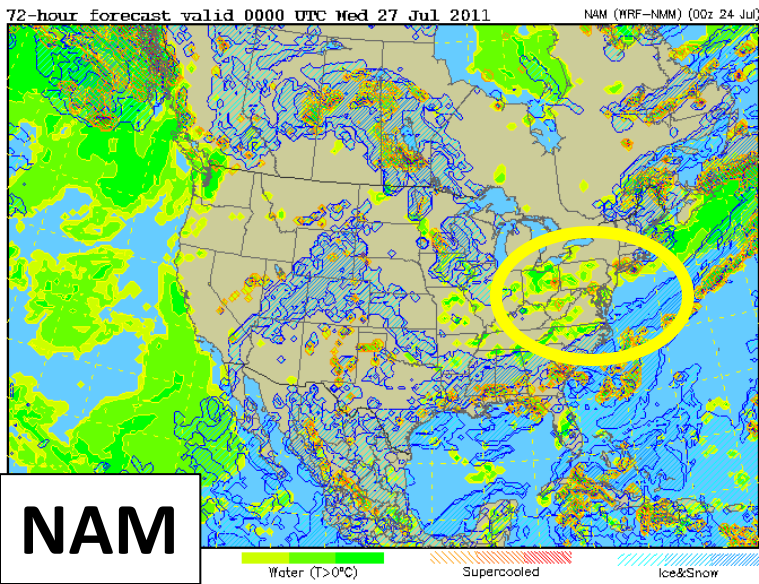 72-hour forecast valid 0000 UTC Wed 27 Jul 2011
NAM (WRF-NMM) (00z 24 Jul)
NAM
Water (T>0°C)
Supercooled
Ice&Snow